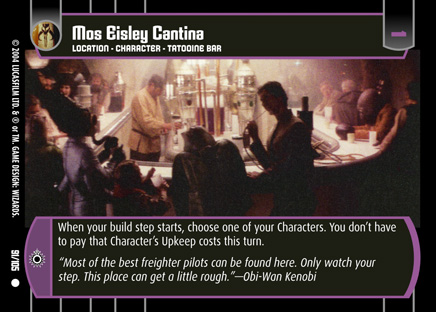 Mos Eisley Cantina
LOCATION • CHARACTER • TATOOINE BAR
When your build step starts, choose one of your Characters. You don't have
to pay that Character's Upkeep costs this turn.
"Most of the best freighter pilots can be found here. Only watch your
step. This place can get a little rough."—Obi-Wan Kenobi
© 2004 LUCASFILM LTD. & ® or TM. GAME DESIGN: WIZARDS.
91/105